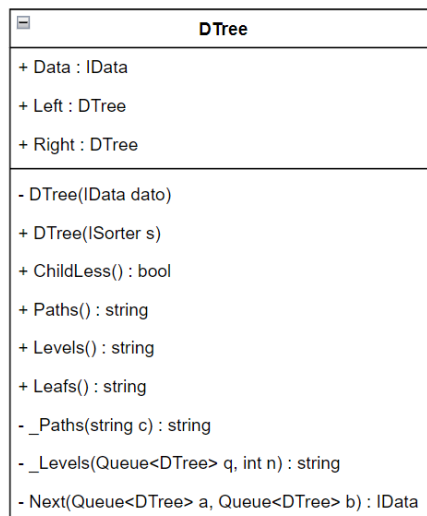 DTree
+ Data : IData
+ Left : DTree
+ Right : DTree
- DTree(IData dato)
+ DTree(ISorter s)
+ ChildLess() : bool
+ Paths() : string
+ Levels() : string
+ Leafs() : string
- _Paths(string c) : string
- _Levels(Queue<DTree> q, int n) : string
- Next(Queue<DTree> a, Queue<DTree> b) : IData